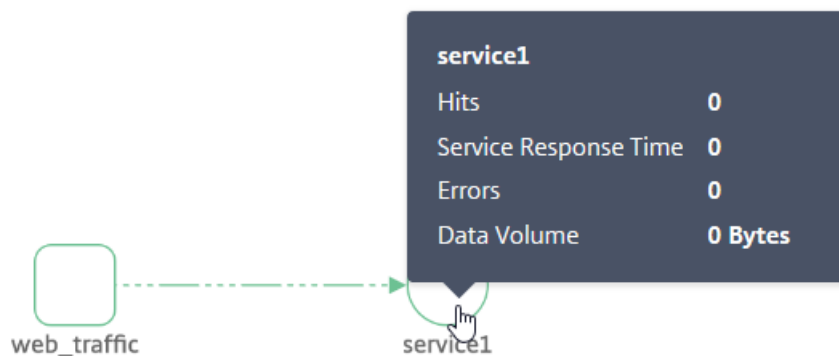 service1
Hits 0
Service Response Time 0
Errors 0
Data Volume 0 Bytes
web_traffic
service1